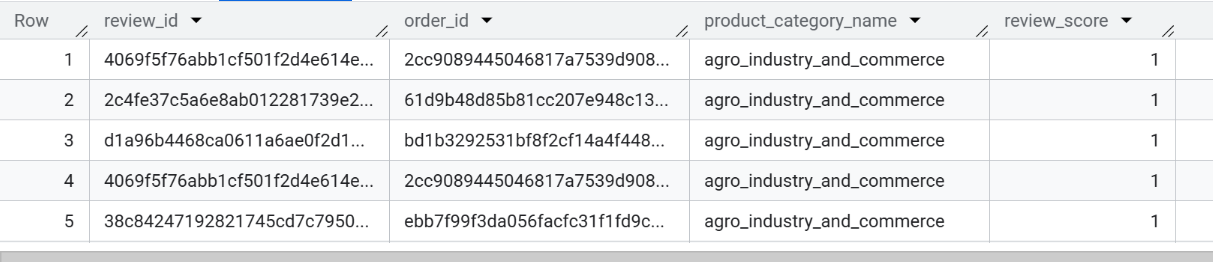 Row review_id order_id product_category_name review_score
1 4069f5f76abb1cf501f2d4e614e... 2cc9089445046817a7539d908... agro_industry_and_commerce 1
2 2c4fe37c5a6e8ab012281739e2... 61d9b48d85b81cc207e948c13... agro_industry_and_commerce 1
3 d1a96b4468ca0611a6ae0f2d1... bd1b3292531bf8f2cf14a4f448... agro_industry_and_commerce 1
4 4069f5f76abb1cf501f2d4e614e... 2cc9089445046817a7539d908... agro_industry_and_commerce 1
5 38c84247192821745cd7c7950... ebb7f99f3da056facfc31f1fd9c... agro_industry_and_commerce 1